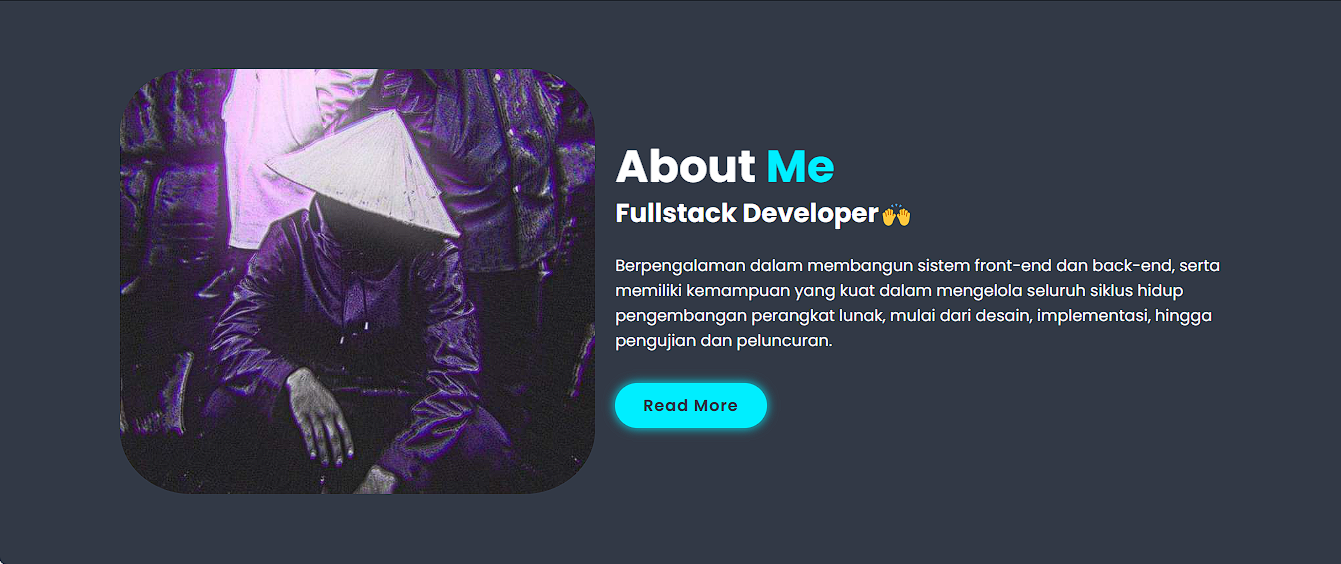 About Me
Fullstack Developer🙌
Berpengalaman dalam membangun sistem front-end dan back-end, serta
memiliki kemampuan yang kuat dalam mengelola seluruh siklus hidup
pengembangan perangkat lunak, mulai dari desain, implementasi, hingga
pengujian dan peluncuran.
Read More